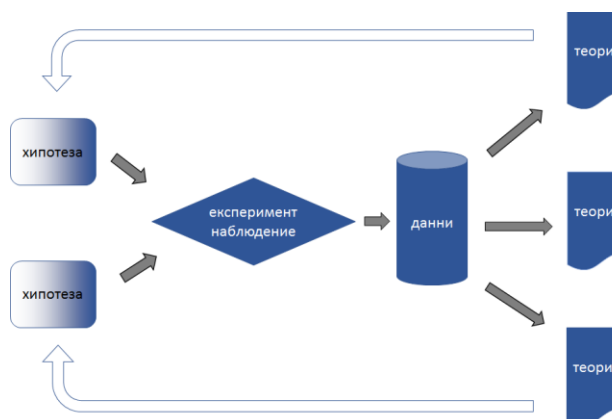 теори
хипотеза
експеримент
наблюдение
данни
теори
хипотеза
теори